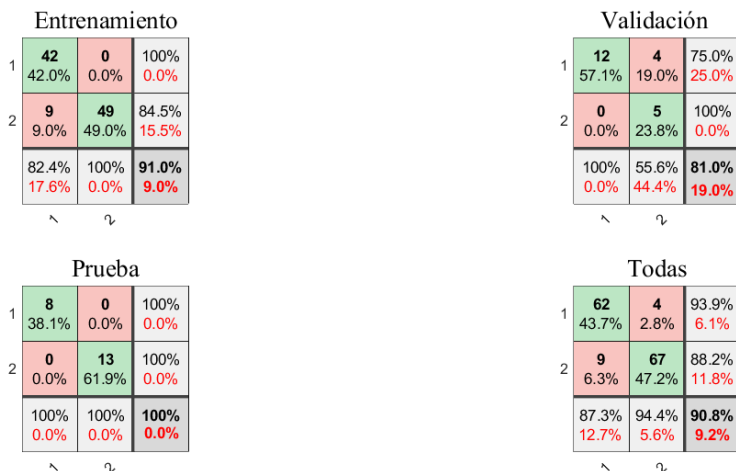 Entrenamiento
42 0 100%
1
42.0% 0.0% 0.0%
9 49 84.5%
2
9.0% 49.0% 15.5%
82.4% 100% 91.0%
17.6% 0.0% 9.0%
1 2
Validación
12 4 75.0%
1
57.1% 19.0% 25.0%
0 5 100%
2
0.0% 23.8% 0.0%
100% 55.6% 81.0%
0.0% 44.4% 19.0%
1 2
Prueba
8 0 100%
1
38.1% 0.0% 0.0%
0 13 100%
2
0.0% 61.9% 0.0%
100% 100% 100%
0.0% 0.0% 0.0%
1 2
Todas
62 4 93.9%
1
43.7% 2.8% 6.1%
9 67 88.2%
2
6.3% 47.2% 11.8%
87.3% 94.4% 90.8%
12.7% 5.6% 9.2%
1 2